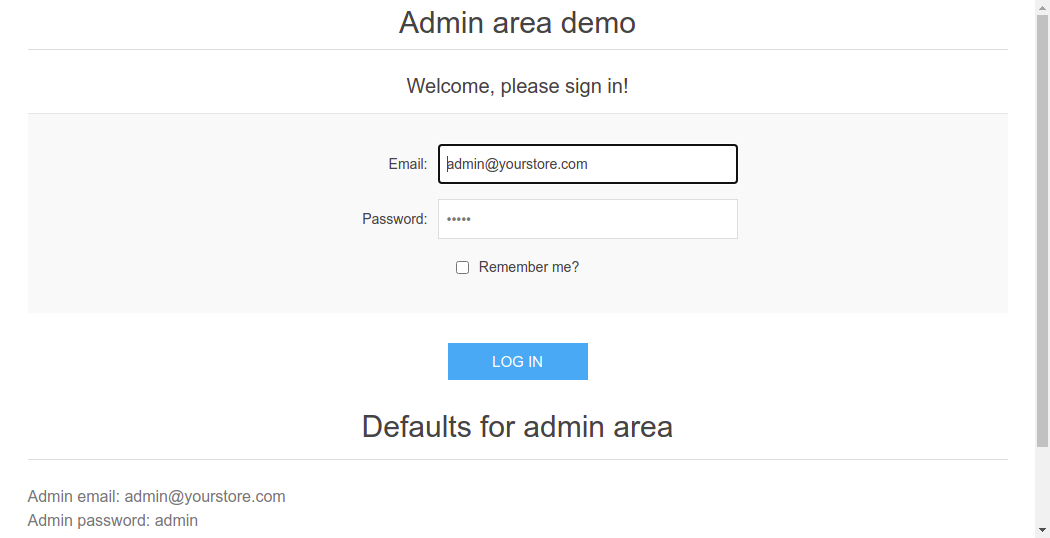 Admin area demo
Welcome, please sign in!
Email: admin@yourstore.com
Password: •••••
Remember me?
LOG IN
Defaults for admin area
Admin email: admin@yourstore.com
Admin password: admin